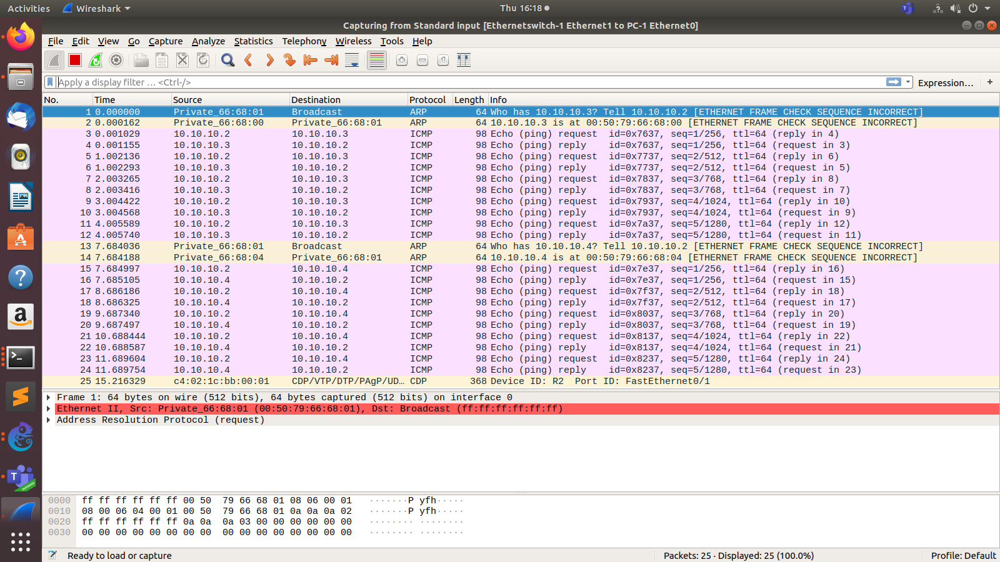 Activities Wireshark Thu 16:18
Capturing from Standard input [Ethernetswitch-1 Ethernet1 to PC-1 Ethernet0]
File Edit View Go Capture Analyze Statistics Telephony Wireless Tools Help
Apply a display filter … <Ctrl-/> Expression… +
No. Time Source Destination Protocol Length Info
1 0.000000 Private_66:68:01 Broadcast ARP 64 Who has 10.10.10.3? Tell 10.10.10.2 [ETHERNET FRAME CHECK SEQUENCE INCORRECT]
2 0.000162 Private_66:68:00 Private_66:68:01 ARP 64 10.10.10.3 is at 00:50:79:66:68:00 [ETHERNET FRAME CHECK SEQUENCE INCORRECT]
3 0.001029 10.10.10.2 10.10.10.3 ICMP 98 Echo (ping) request id=0x7637, seq=1/256, ttl=64 (reply in 4)
4 0.001155 10.10.10.3 10.10.10.2 ICMP 98 Echo (ping) reply id=0x7637, seq=1/256, ttl=64 (request in 3)
5 1.002136 10.10.10.2 10.10.10.3 ICMP 98 Echo (ping) request id=0x7737, seq=2/512, ttl=64 (reply in 6)
6 1.002293 10.10.10.3 10.10.10.2 ICMP 98 Echo (ping) reply id=0x7737, seq=2/512, ttl=64 (request in 5)
7 2.003265 10.10.10.2 10.10.10.3 ICMP 98 Echo (ping) request id=0x7837, seq=3/768, ttl=64 (reply in 8)
8 2.003416 10.10.10.3 10.10.10.2 ICMP 98 Echo (ping) reply id=0x7837, seq=3/768, ttl=64 (request in 7)
9 3.004422 10.10.10.2 10.10.10.3 ICMP 98 Echo (ping) request id=0x7937, seq=4/1024, ttl=64 (reply in 10)
10 3.004568 10.10.10.3 10.10.10.2 ICMP 98 Echo (ping) reply id=0x7937, seq=4/1024, ttl=64 (request in 9)
11 4.005589 10.10.10.2 10.10.10.3 ICMP 98 Echo (ping) request id=0x7a37, seq=5/1280, ttl=64 (reply in 12)
12 4.005740 10.10.10.3 10.10.10.2 ICMP 98 Echo (ping) reply id=0x7a37, seq=5/1280, ttl=64 (request in 11)
13 7.684036 Private_66:68:01 Broadcast ARP 64 Who has 10.10.10.4? Tell 10.10.10.2 [ETHERNET FRAME CHECK SEQUENCE INCORRECT]
14 7.684188 Private_66:68:04 Private_66:68:01 ARP 64 10.10.10.4 is at 00:50:79:66:68:04 [ETHERNET FRAME CHECK SEQUENCE INCORRECT]
15 7.684997 10.10.10.2 10.10.10.4 ICMP 98 Echo (ping) request id=0x7e37, seq=1/256, ttl=64 (reply in 16)
16 7.685105 10.10.10.4 10.10.10.2 ICMP 98 Echo (ping) reply id=0x7e37, seq=1/256, ttl=64 (request in 15)
17 8.686186 10.10.10.2 10.10.10.4 ICMP 98 Echo (ping) request id=0x7f37, seq=2/512, ttl=64 (reply in 18)
18 8.686325 10.10.10.4 10.10.10.2 ICMP 98 Echo (ping) reply id=0x7f37, seq=2/512, ttl=64 (request in 17)
19 9.687340 10.10.10.2 10.10.10.4 ICMP 98 Echo (ping) request id=0x8037, seq=3/768, ttl=64 (reply in 20)
20 9.687497 10.10.10.4 10.10.10.2 ICMP 98 Echo (ping) reply id=0x8037, seq=3/768, ttl=64 (request in 19)
21 10.688444 10.10.10.2 10.10.10.4 ICMP 98 Echo (ping) request id=0x8137, seq=4/1024, ttl=64 (reply in 22)
22 10.688587 10.10.10.4 10.10.10.2 ICMP 98 Echo (ping) reply id=0x8137, seq=4/1024, ttl=64 (request in 21)
23 11.689604 10.10.10.2 10.10.10.4 ICMP 98 Echo (ping) request id=0x8237, seq=5/1280, ttl=64 (reply in 24)
24 11.689754 10.10.10.4 10.10.10.2 ICMP 98 Echo (ping) reply id=0x8237, seq=5/1280, ttl=64 (request in 23)
25 15.216329 c4:02:1c:bb:00:01 CDP/VTP/DTP/PAgP/UD… CDP 368 Device ID: R2 Port ID: FastEthernet0/1
Frame 1: 64 bytes on wire (512 bits), 64 bytes captured (512 bits) on interface 0
Ethernet II, Src: Private_66:68:01 (00:50:79:66:68:01), Dst: Broadcast (ff:ff:ff:ff:ff:ff)
Address Resolution Protocol (request)
0000 ff ff ff ff ff ff 00 50 79 66 68 01 08 06 00 01 ·······P yfh·····
0010 08 00 06 04 00 01 00 50 79 66 68 01 0a 0a 0a 02 ·······P yfh·····
0020 ff ff ff ff ff ff 0a 0a 0a 03 00 00 00 00 00 00 ········ ········
0030 00 00 00 00 00 00 00 00 00 00 00 00 00 00 00 00 ········ ········
Ready to load or capture Packets: 25 · Displayed: 25 (100.0%) Profile: Default